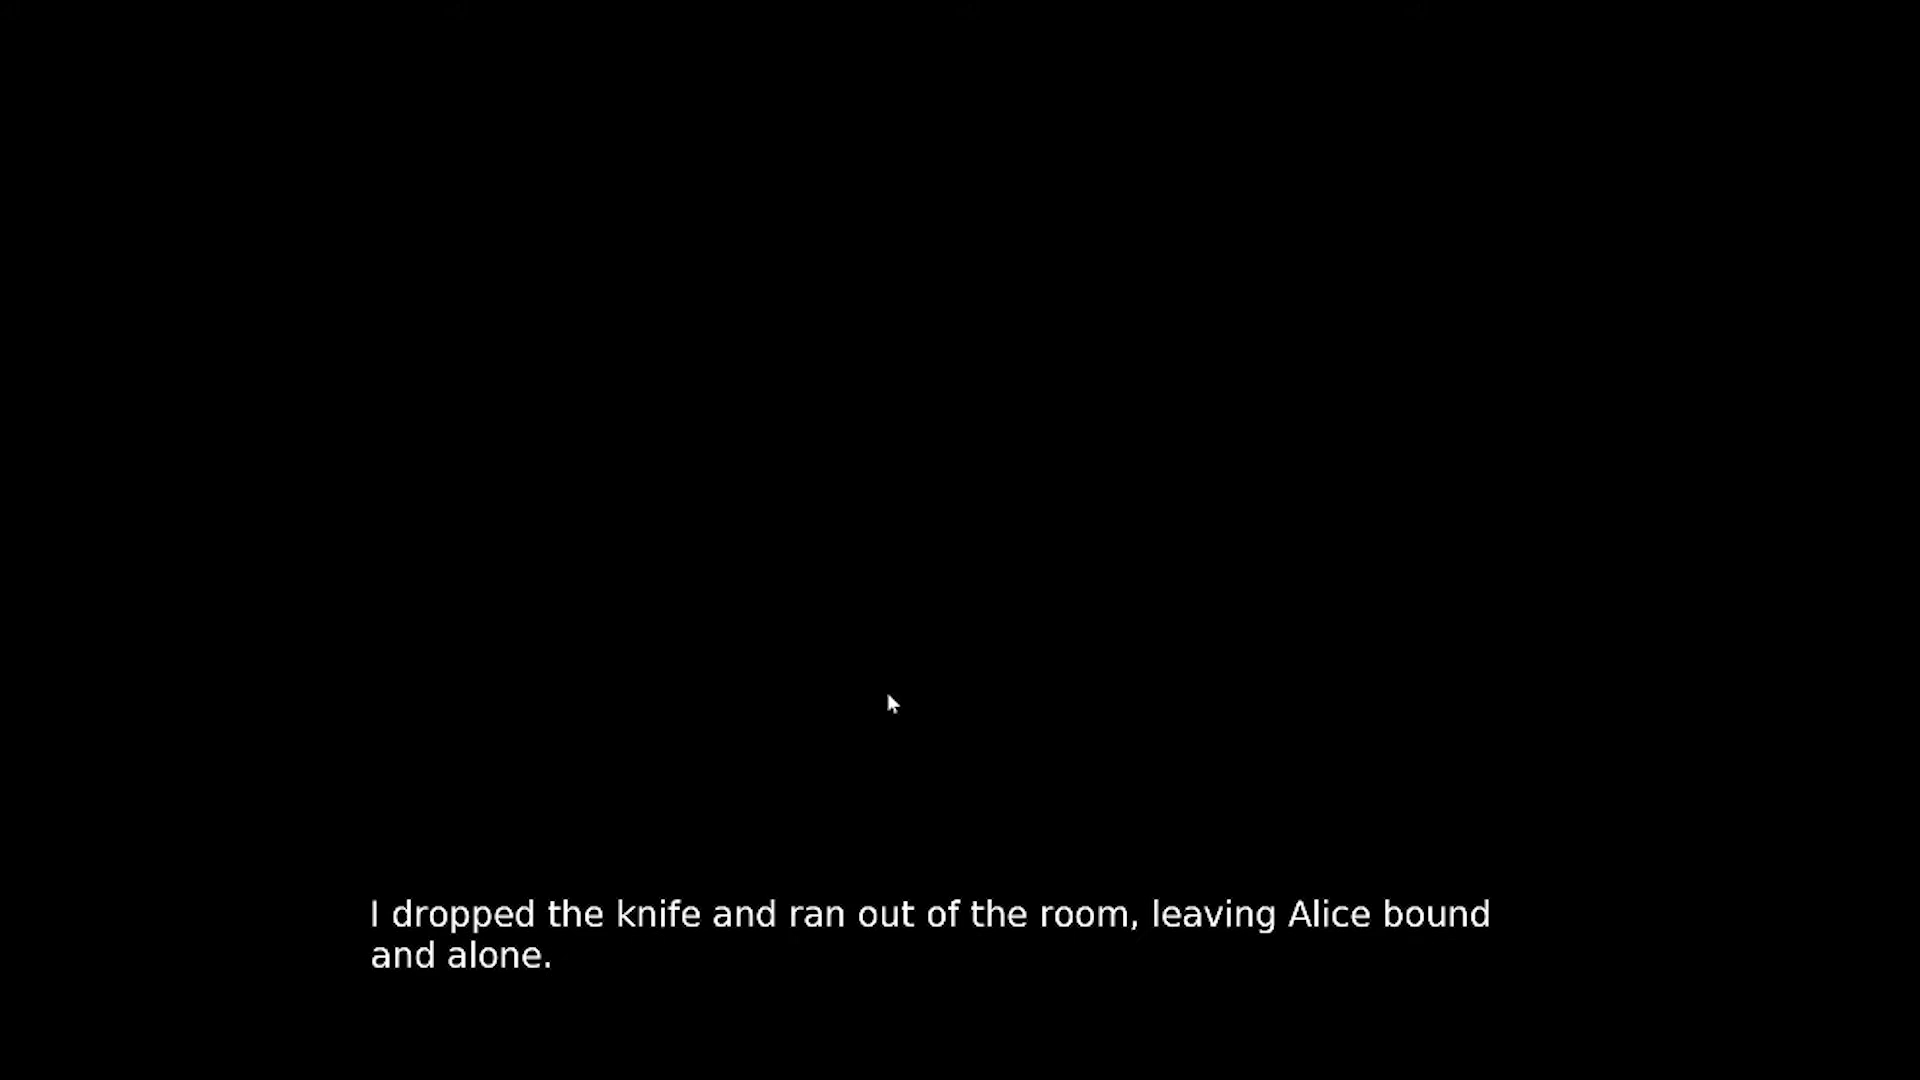 I dropped the knife and ran out of the room, leaving Alice bound
and alone.